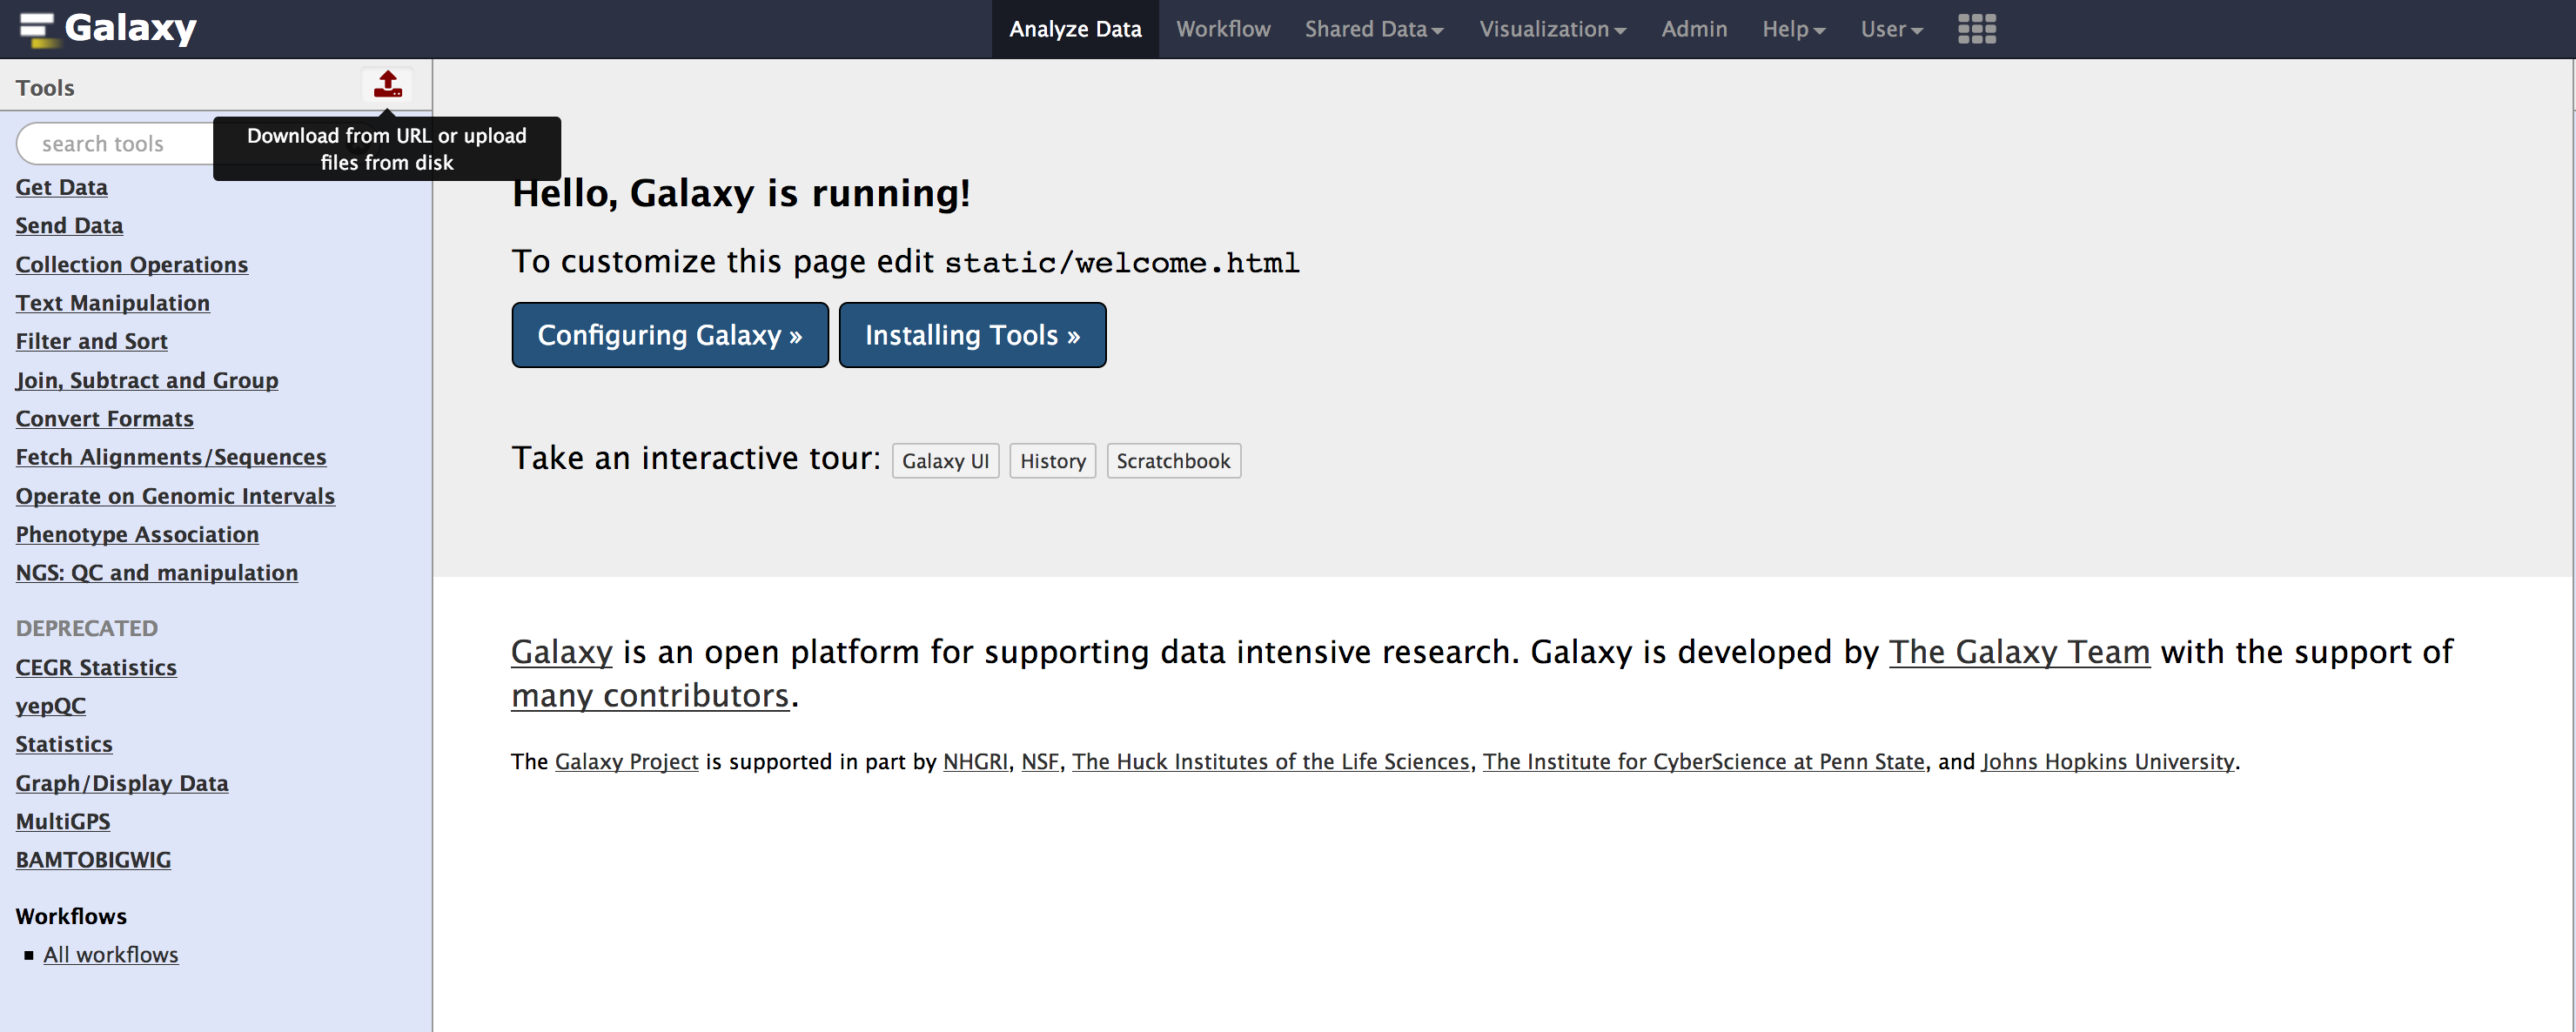 Galaxy
Analyze Data
Workflow
Shared Data
Visualization
Admin
Help
User
Tools
search tools
Download from URL or upload
files from disk
Get Data
Send Data
Collection Operations
Text Manipulation
Filter and Sort
Join, Subtract and Group
Convert Formats
Fetch Alignments/Sequences
Operate on Genomic Intervals
Phenotype Association
NGS: QC and manipulation
DEPRECATED
CEGR Statistics
yepQC
Statistics
Graph/Display Data
MultiGPS
BAMTOBIGWIG
Workflows
All workflows
Hello, Galaxy is running!
To customize this page edit static/welcome.html
Configuring Galaxy »
Installing Tools »
Take an interactive tour: Galaxy UI History Scratchbook
Galaxy is an open platform for supporting data intensive research. Galaxy is developed by The Galaxy Team with the support of
many contributors.
The Galaxy Project is supported in part by NHGRI, NSF, The Huck Institutes of the Life Sciences, The Institute for CyberScience at Penn State, and Johns Hopkins University.